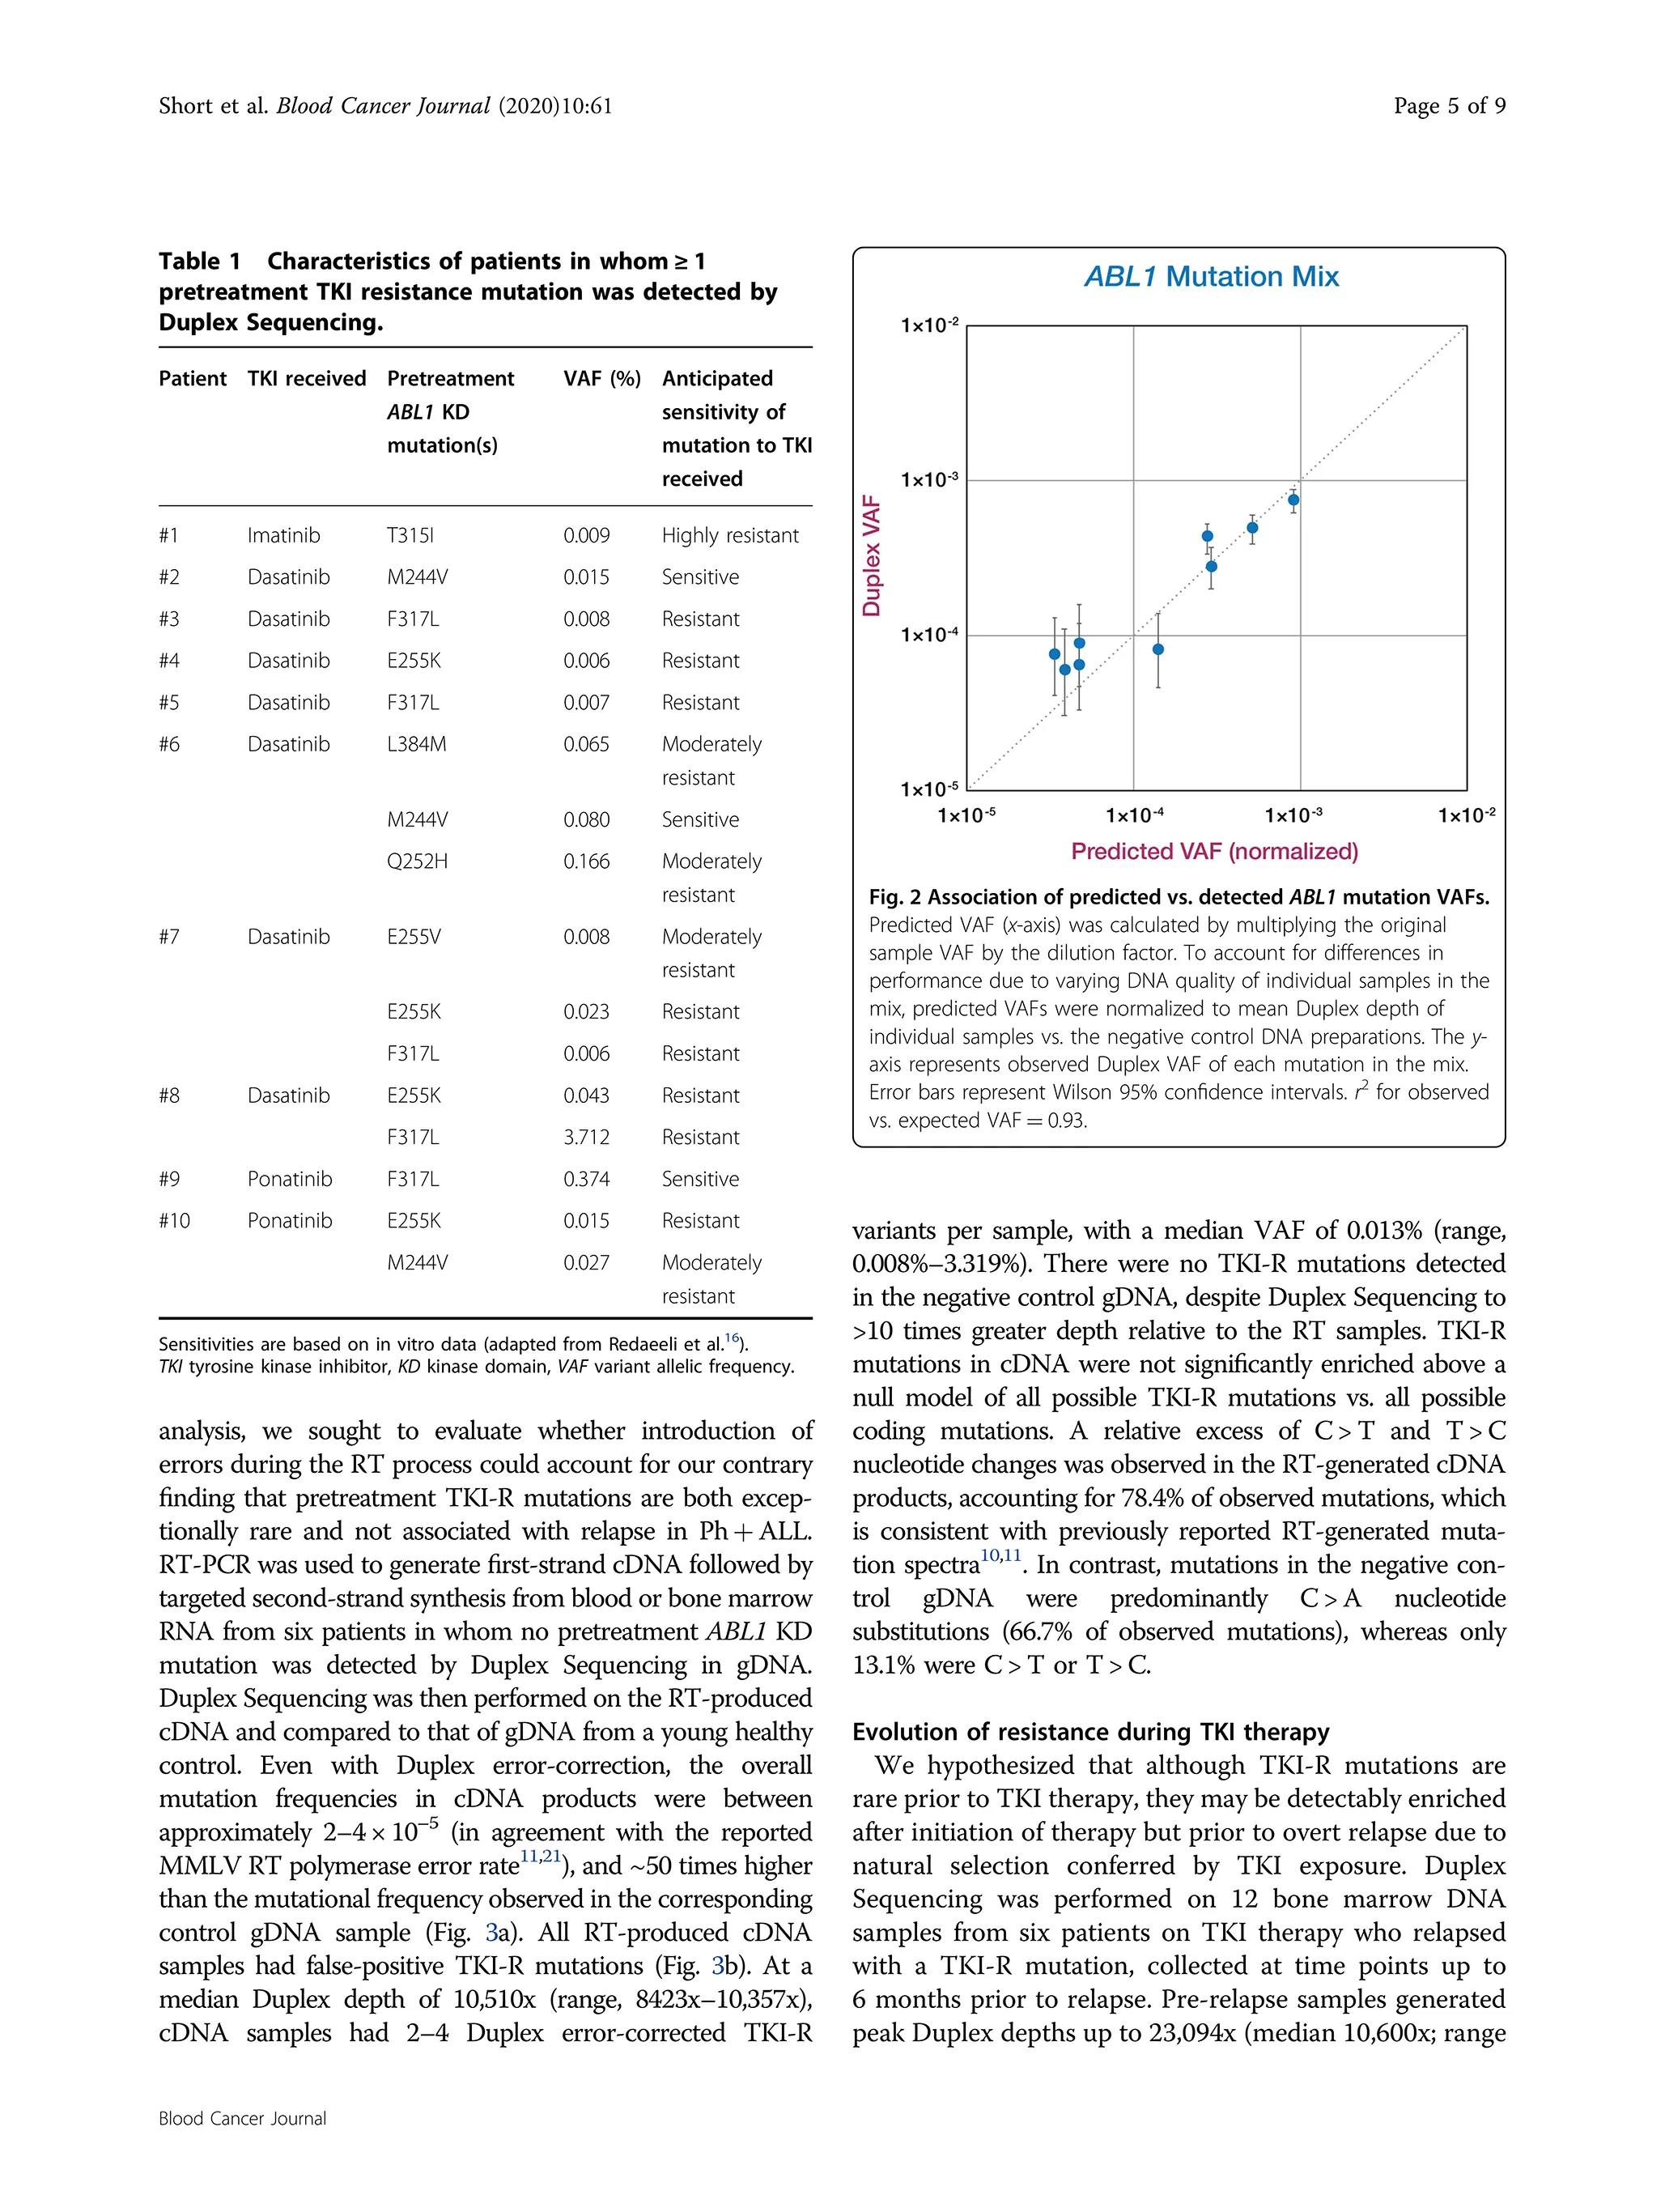 Short et al. Blood Cancer Journal (2020)10:61
Page 5 of 9
Table 1 Characteristics of patients in whom ≥ 1
pretreatment TKI resistance mutation was detected by
Duplex Sequencing.
Patient TKI received Pretreatment VAF (%) Anticipated
ABL1 KD sensitivity of
mutation(s) mutation to TKI
received
#1 Imatinib T315I 0.009 Highly resistant
#2 Dasatinib M244V 0.015 Sensitive
#3 Dasatinib F317L 0.008 Resistant
#4 Dasatinib E255K 0.006 Resistant
#5 Dasatinib F317L 0.007 Resistant
#6 Dasatinib L384M 0.065 Moderately
resistant
M244V 0.080 Sensitive
Q252H 0.166 Moderately
resistant
#7 Dasatinib E255V 0.008 Moderately
resistant
E255K 0.023 Resistant
F317L 0.006 Resistant
#8 Dasatinib E255K 0.043 Resistant
F317L 3.712 Resistant
#9 Ponatinib F317L 0.374 Sensitive
#10 Ponatinib E255K 0.015 Resistant
M244V 0.027 Moderately
resistant
Sensitivities are based on in vitro data (adapted from Redaeeli et al.16).
TKI tyrosine kinase inhibitor, KD kinase domain, VAF variant allelic frequency.
analysis, we sought to evaluate whether introduction of
errors during the RT process could account for our contrary
finding that pretreatment TKI-R mutations are both excep-
tionally rare and not associated with relapse in Ph + ALL.
RT-PCR was used to generate first-strand cDNA followed by
targeted second-strand synthesis from blood or bone marrow
RNA from six patients in whom no pretreatment ABL1 KD
mutation was detected by Duplex Sequencing in gDNA.
Duplex Sequencing was then performed on the RT-produced
cDNA and compared to that of gDNA from a young healthy
control. Even with Duplex error-correction, the overall
mutation frequencies in cDNA products were between
approximately 2–4 × 10−5 (in agreement with the reported
MMLV RT polymerase error rate11,21), and ~50 times higher
than the mutational frequency observed in the corresponding
control gDNA sample (Fig. 3a). All RT-produced cDNA
samples had false-positive TKI-R mutations (Fig. 3b). At a
median Duplex depth of 10,510x (range, 8423x–10,357x),
cDNA samples had 2–4 Duplex error-corrected TKI-R
ABL1 Mutation Mix
1×10-2
1×10-3
1×10-4
1×10-5
Duplex VAF
1×10-5 1×10-4 1×10-3 1×10-2
Predicted VAF (normalized)
Fig. 2 Association of predicted vs. detected ABL1 mutation VAFs.
Predicted VAF (x-axis) was calculated by multiplying the original
sample VAF by the dilution factor. To account for differences in
performance due to varying DNA quality of individual samples in the
mix, predicted VAFs were normalized to mean Duplex depth of
individual samples vs. the negative control DNA preparations. The y-
axis represents observed Duplex VAF of each mutation in the mix.
Error bars represent Wilson 95% confidence intervals. r2 for observed
vs. expected VAF = 0.93.
variants per sample, with a median VAF of 0.013% (range,
0.008%–3.319%). There were no TKI-R mutations detected
in the negative control gDNA, despite Duplex Sequencing to
>10 times greater depth relative to the RT samples. TKI-R
mutations in cDNA were not significantly enriched above a
null model of all possible TKI-R mutations vs. all possible
coding mutations. A relative excess of C > T and T > C
nucleotide changes was observed in the RT-generated cDNA
products, accounting for 78.4% of observed mutations, which
is consistent with previously reported RT-generated muta-
tion spectra10,11. In contrast, mutations in the negative con-
trol gDNA were predominantly C > A nucleotide
substitutions (66.7% of observed mutations), whereas only
13.1% were C > T or T > C.
Evolution of resistance during TKI therapy
We hypothesized that although TKI-R mutations are
rare prior to TKI therapy, they may be detectably enriched
after initiation of therapy but prior to overt relapse due to
natural selection conferred by TKI exposure. Duplex
Sequencing was performed on 12 bone marrow DNA
samples from six patients on TKI therapy who relapsed
with a TKI-R mutation, collected at time points up to
6 months prior to relapse. Pre-relapse samples generated
peak Duplex depths up to 23,094x (median 10,600x; range
Blood Cancer Journal